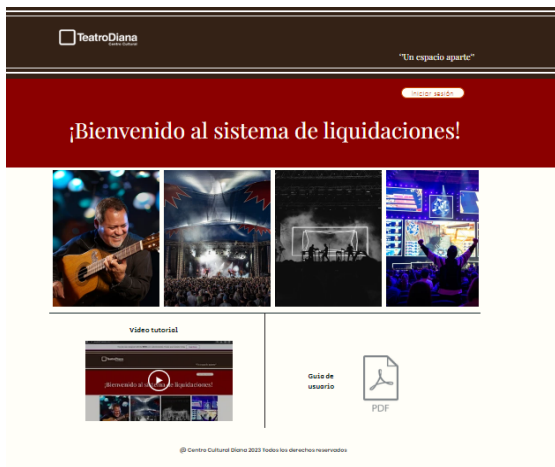 TeatroDiana
Centro Cultural
"Un espacio aparte"
Iniciar sesión
¡Bienvenido al sistema de liquidaciones!
Video tutorial
¡Bienvenido al sistema de liquidaciones!
Guía de
usuario
PDF
@ Centro Cultural Diana 2023 Todos los derechos reservados